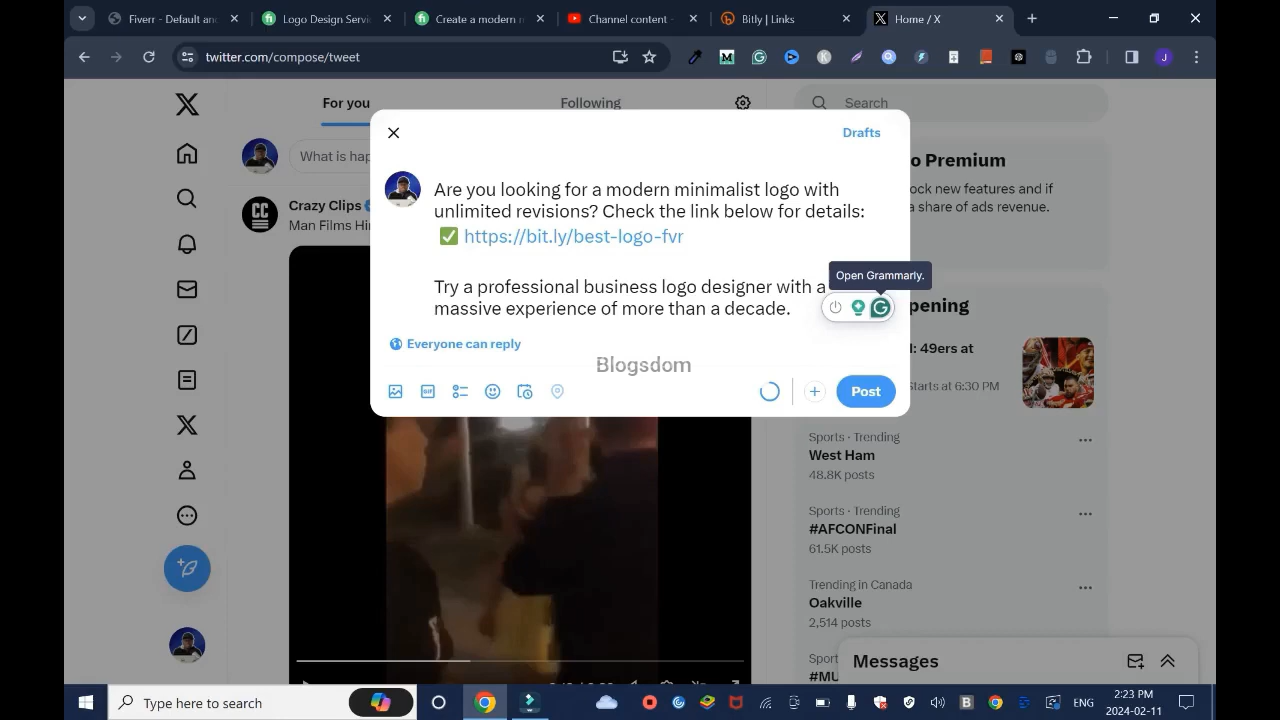 Fiverr - Default and
Logo Design Servic
Create a modern m
Channel content -
Bitly | Links
Home / X
twitter.com/compose/tweet
J
For you
Following
Search
Drafts
What is hap
Crazy Clips
Man Films Hi
Are you looking for a modern minimalist logo with
unlimited revisions? Check the link below for details:
✅ https://bit.ly/best-logo-fvr
Try a professional business logo designer with a
massive experience of more than a decade.
Open Grammarly.
Everyone can reply
Blogsdom
GIF
Post
o Premium
ock new features and if
a share of ads revenue.
pening
I: 49ers at
Starts at 6:30 PM
Sports · Trending
West Ham
48.8K posts
Sports · Trending
#AFCONFinal
61.5K posts
Trending in Canada
Oakville
2,514 posts
Sport
#MU
Messages
Type here to search
ENG
2:23 PM
2024-02-11